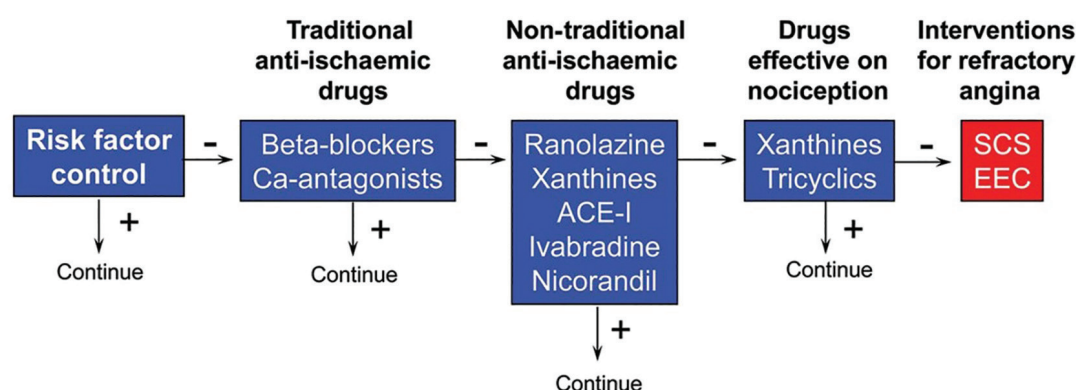 Traditional
anti-ischaemic
drugs
Non-traditional
anti-ischaemic
drugs
Drugs
effective on
nociception
Interventions
for refractory
angina
Risk factor
control
-
Beta-blockers
Ca-antagonists
-
Ranolazine
Xanthines
ACE-I
Ivabradine
Nicorandil
-
Xanthines
Tricyclics
-
SCS
EEC
+
Continue
+
Continue
+
Continue
+
Continue